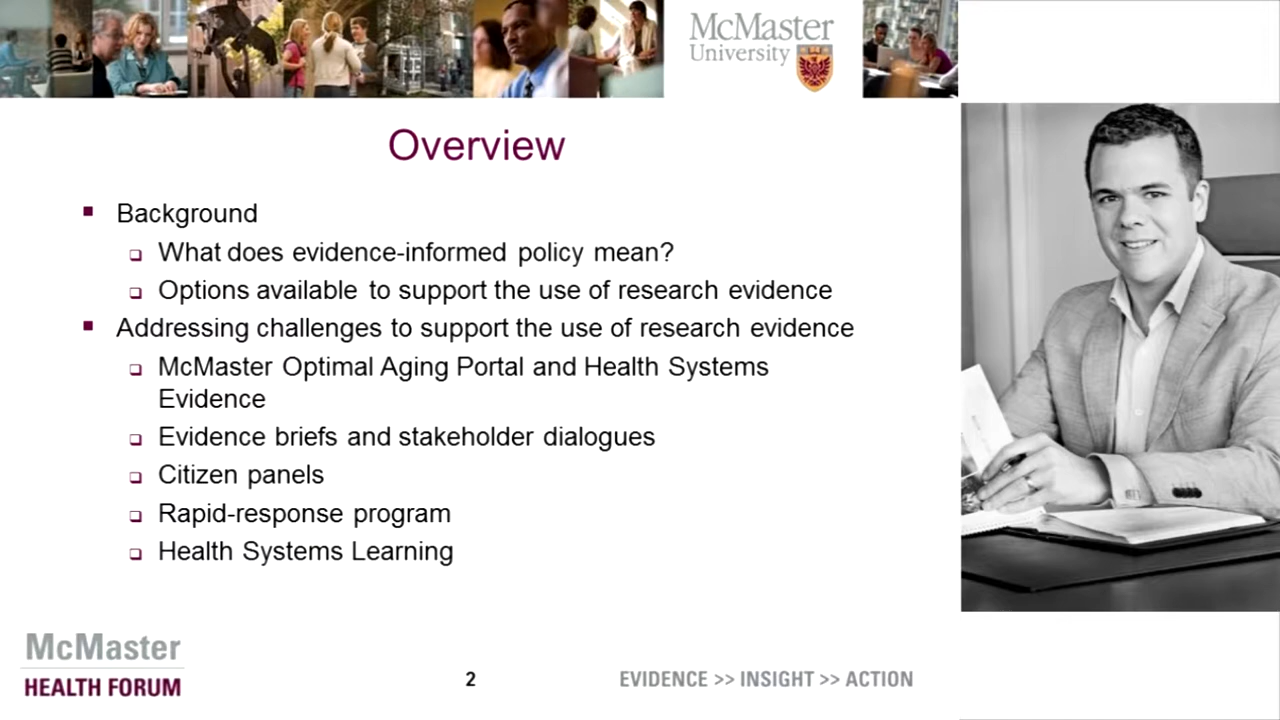 McMaster
University
Overview
Background
What does evidence-informed policy mean?
Options available to support the use of research evidence
Addressing challenges to support the use of research evidence
McMaster Optimal Aging Portal and Health Systems
Evidence
Evidence briefs and stakeholder dialogues
Citizen panels
Rapid-response program
Health Systems Learning
McMaster
HEALTH FORUM
2
EVIDENCE >> INSIGHT >> ACTION